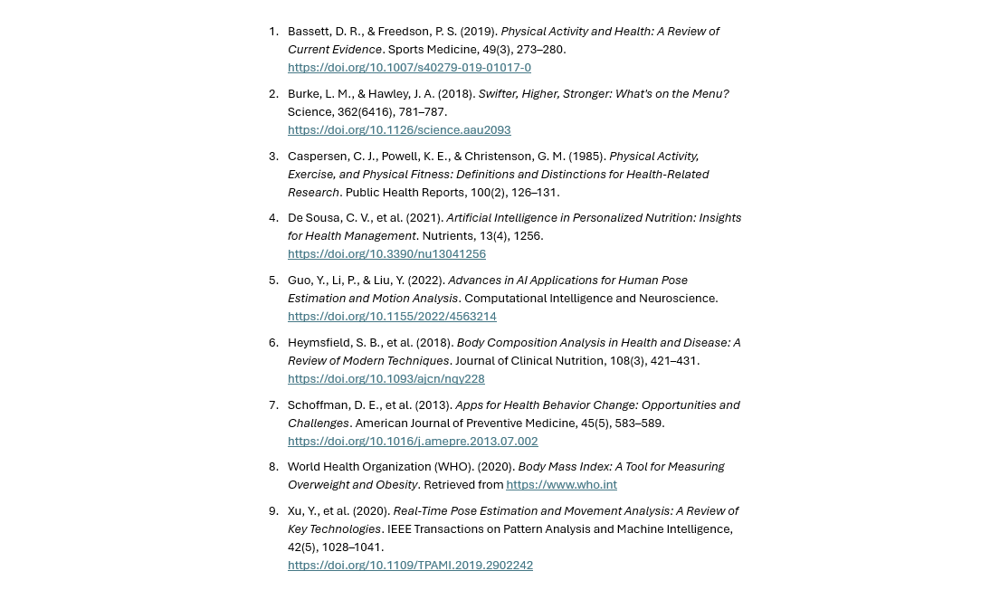 1. Bassett, D. R., & Freedson, P. S. (2019). Physical Activity and Health: A Review of
Current Evidence. Sports Medicine, 49(3), 273–280.
https://doi.org/10.1007/s40279-019-01017-0
2. Burke, L. M., & Hawley, J. A. (2018). Swifter, Higher, Stronger: What’s on the Menu?
Science, 362(6416), 781–787.
https://doi.org/10.1126/science.aau2093
3. Caspersen, C. J., Powell, K. E., & Christenson, G. M. (1985). Physical Activity,
Exercise, and Physical Fitness: Definitions and Distinctions for Health-Related
Research. Public Health Reports, 100(2), 126–131.
4. De Sousa, C. V., et al. (2021). Artificial Intelligence in Personalized Nutrition: Insights
for Health Management. Nutrients, 13(4), 1256.
https://doi.org/10.3390/nu13041256
5. Guo, Y., Li, P., & Liu, Y. (2022). Advances in AI Applications for Human Pose
Estimation and Motion Analysis. Computational Intelligence and Neuroscience.
https://doi.org/10.1155/2022/4563214
6. Heymsfield, S. B., et al. (2018). Body Composition Analysis in Health and Disease: A
Review of Modern Techniques. Journal of Clinical Nutrition, 108(3), 421–431.
https://doi.org/10.1093/ajcn/nqy228
7. Schoffman, D. E., et al. (2013). Apps for Health Behavior Change: Opportunities and
Challenges. American Journal of Preventive Medicine, 45(5), 583–589.
https://doi.org/10.1016/j.amepre.2013.07.002
8. World Health Organization (WHO). (2020). Body Mass Index: A Tool for Measuring
Overweight and Obesity. Retrieved from https://www.who.int
9. Xu, Y., et al. (2020). Real-Time Pose Estimation and Movement Analysis: A Review of
Key Technologies. IEEE Transactions on Pattern Analysis and Machine Intelligence,
42(5), 1028–1041.
https://doi.org/10.1109/TPAMI.2019.2902242